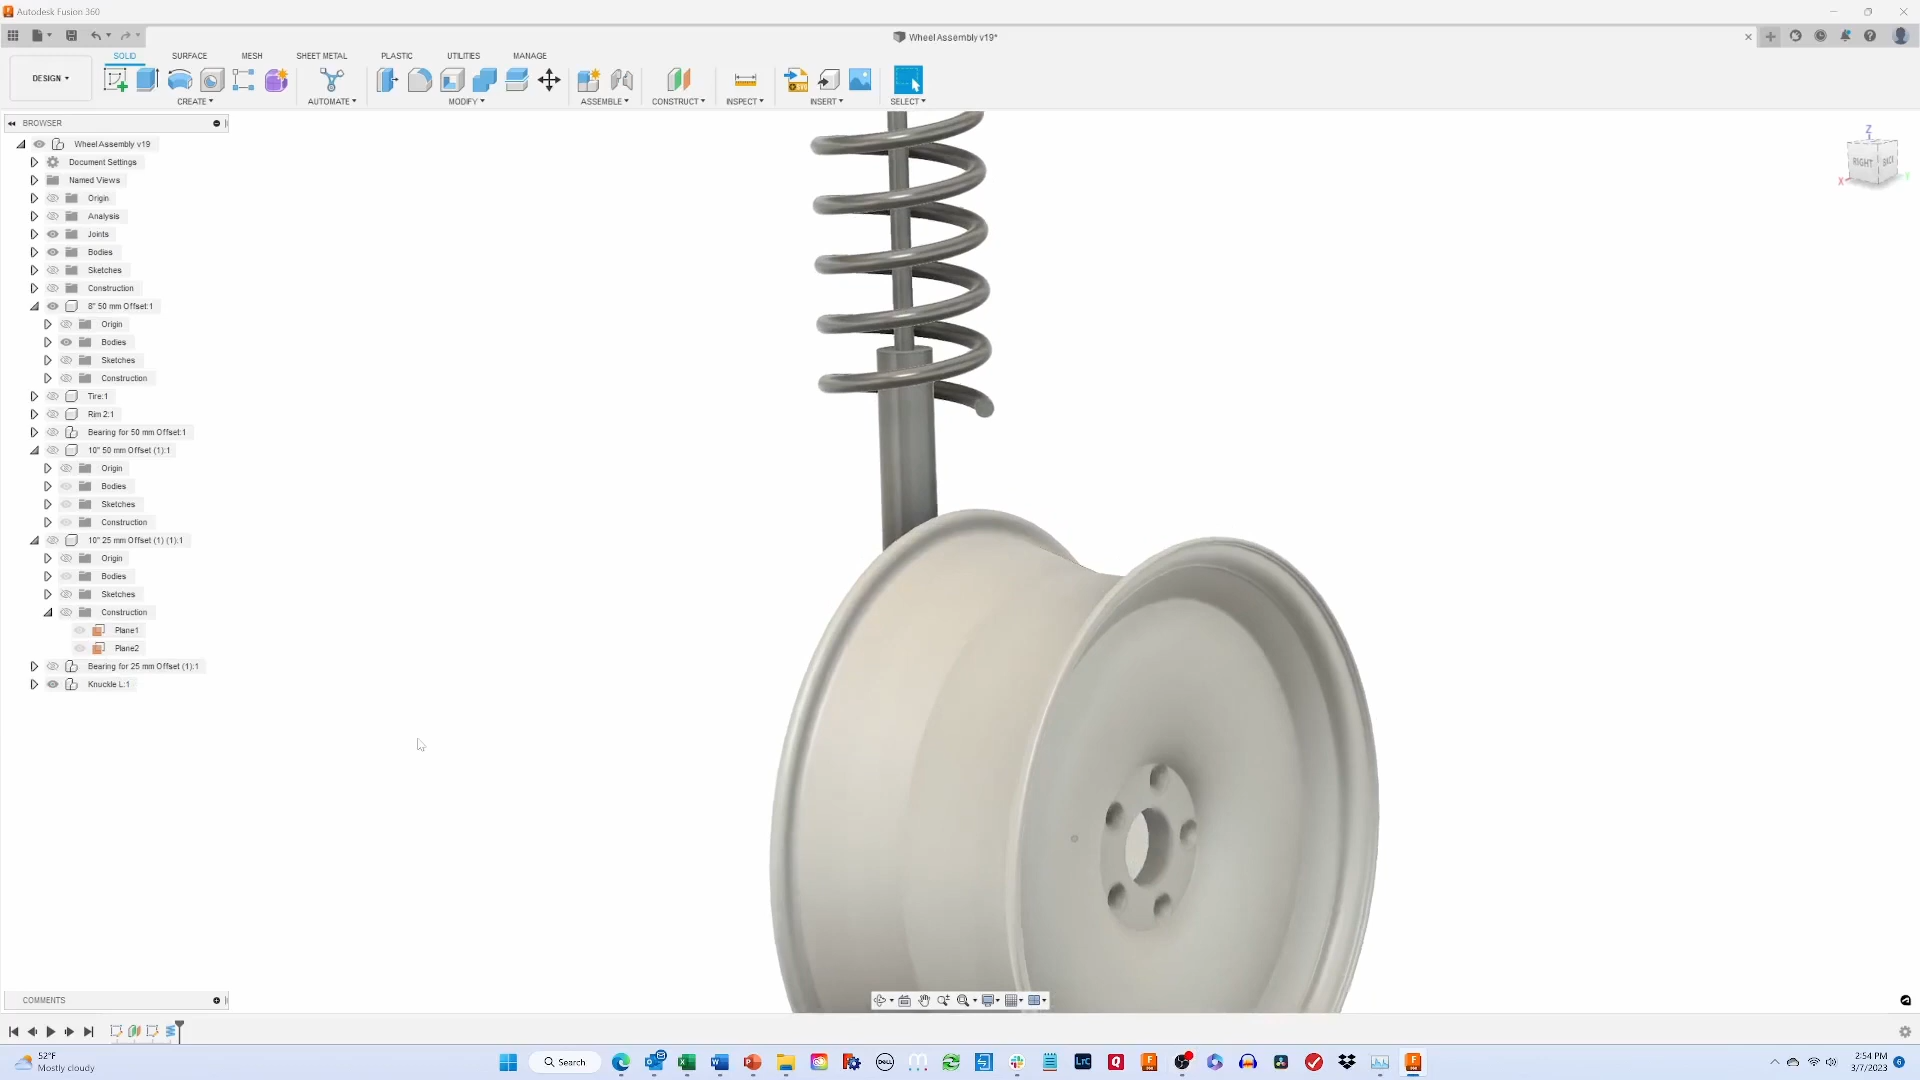 Autodesk Fusion 360
Wheel Assembly v19*
DESIGN
SOLID
SURFACE
MESH
SHEET METAL
PLASTIC
UTILITIES
MANAGE
CREATE
AUTOMATE
MODIFY
ASSEMBLE
CONSTRUCT
INSPECT
INSERT
SELECT
BROWSER
Wheel Assembly v19
Document Settings
Named Views
Origin
Analysis
Joints
Bodies
Sketches
Construction
8" 50 mm Offset:1
Origin
Bodies
Sketches
Construction
Tire:1
Rim 2:1
Bearing for 50 mm Offset:1
10" 50 mm Offset (1):1
Origin
Bodies
Sketches
Construction
10" 25 mm Offset (1) (1):1
Origin
Bodies
Sketches
Construction
Plane1
Plane2
Bearing for 25 mm Offset (1):1
Knuckle L:1
Z
RIGHT
BACK
X
Y
COMMENTS
52°F
Mostly cloudy
Search
DELL
LrC
2:54 PM
3/7/2023
6